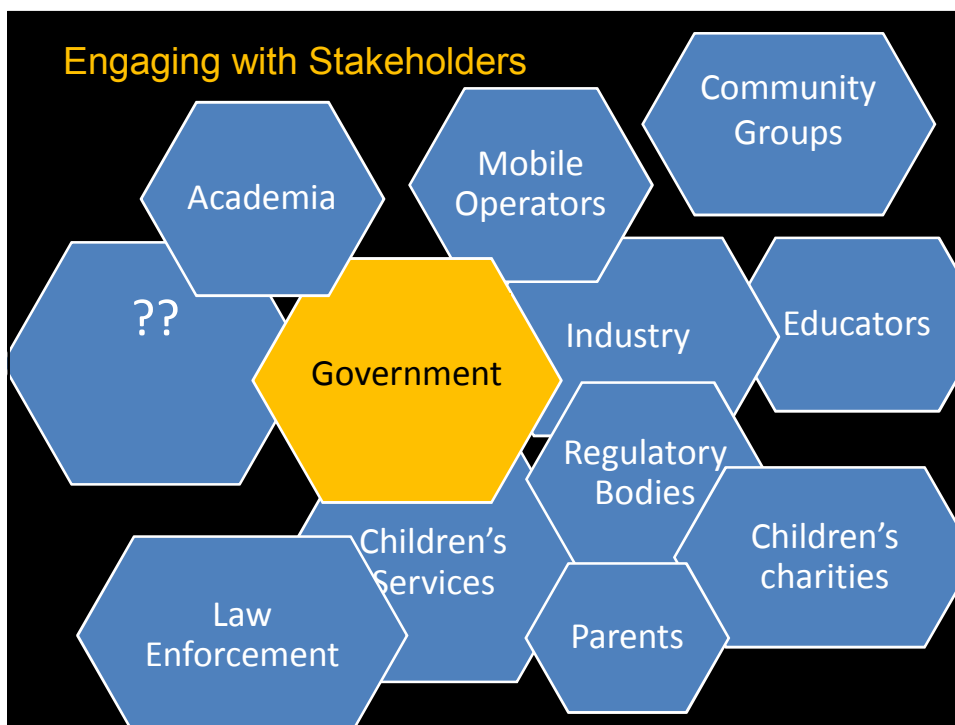 Engaging with Stakeholders
Community
Groups
Mobile
Operators
Academia
??
Industry
Educators
Government
Regulatory
Bodies
Children’s
Services
Children’s
charities
Law
Enforcement
Parents